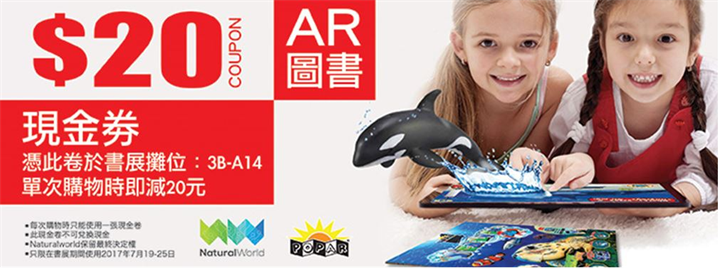 $20
COUPON
AR
圖書
現金券
憑此卷於書展攤位：3B-A14
單次購物時即減20元
▪每次購物時只能使用一張現金卷
▪此現金卷不可兌換現金
▪Naturalworld保留最終決定權
▪只限在書展期間使用2017年7月19-25日
NaturalWorld
POPAR